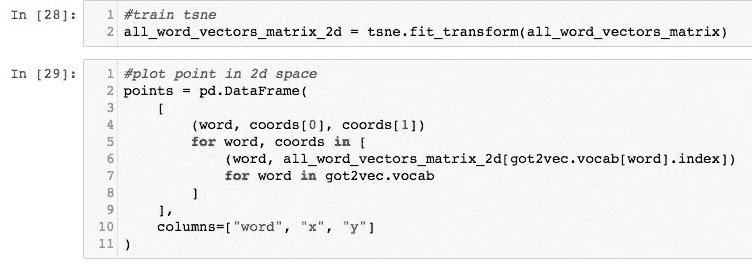 In [28]:
1 #train tsne
2 all_word_vectors_matrix_2d = tsne.fit_transform(all_word_vectors_matrix)
In [29]:
1 #plot point in 2d space
2 points = pd.DataFrame(
3     [
4         (word, coords[0], coords[1])
5         for word, coords in [
6             (word, all_word_vectors_matrix_2d[got2vec.vocab[word].index])
7             for word in got2vec.vocab
8         ]
9     ],
10     columns=["word", "x", "y"]
11 )